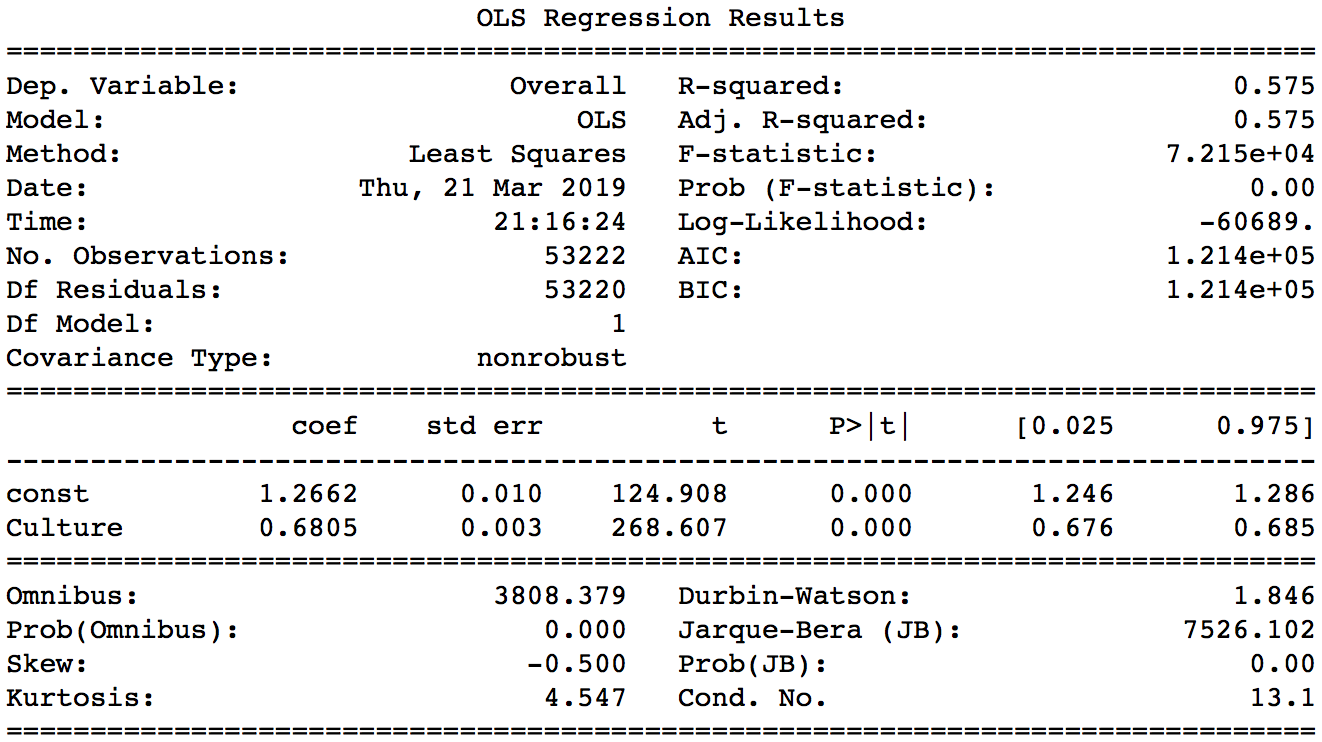 OLS Regression Results
==============================================================================
Dep. Variable:                Overall   R-squared:                       0.575
Model:                            OLS   Adj. R-squared:                  0.575
Method:                 Least Squares   F-statistic:                 7.215e+04
Date:                Thu, 21 Mar 2019   Prob (F-statistic):               0.00
Time:                        21:16:24   Log-Likelihood:                -60689.
No. Observations:               53222   AIC:                         1.214e+05
Df Residuals:                   53220   BIC:                         1.214e+05
Df Model:                           1
Covariance Type:            nonrobust
==============================================================================
                 coef    std err          t      P>|t|      [0.025      0.975]
------------------------------------------------------------------------------
const          1.2662      0.010    124.908      0.000       1.246       1.286
Culture        0.6805      0.003    268.607      0.000       0.676       0.685
==============================================================================
Omnibus:                     3808.379   Durbin-Watson:                   1.846
Prob(Omnibus):                  0.000   Jarque-Bera (JB):             7526.102
Skew:                          -0.500   Prob(JB):                         0.00
Kurtosis:                       4.547   Cond. No.                         13.1
==============================================================================